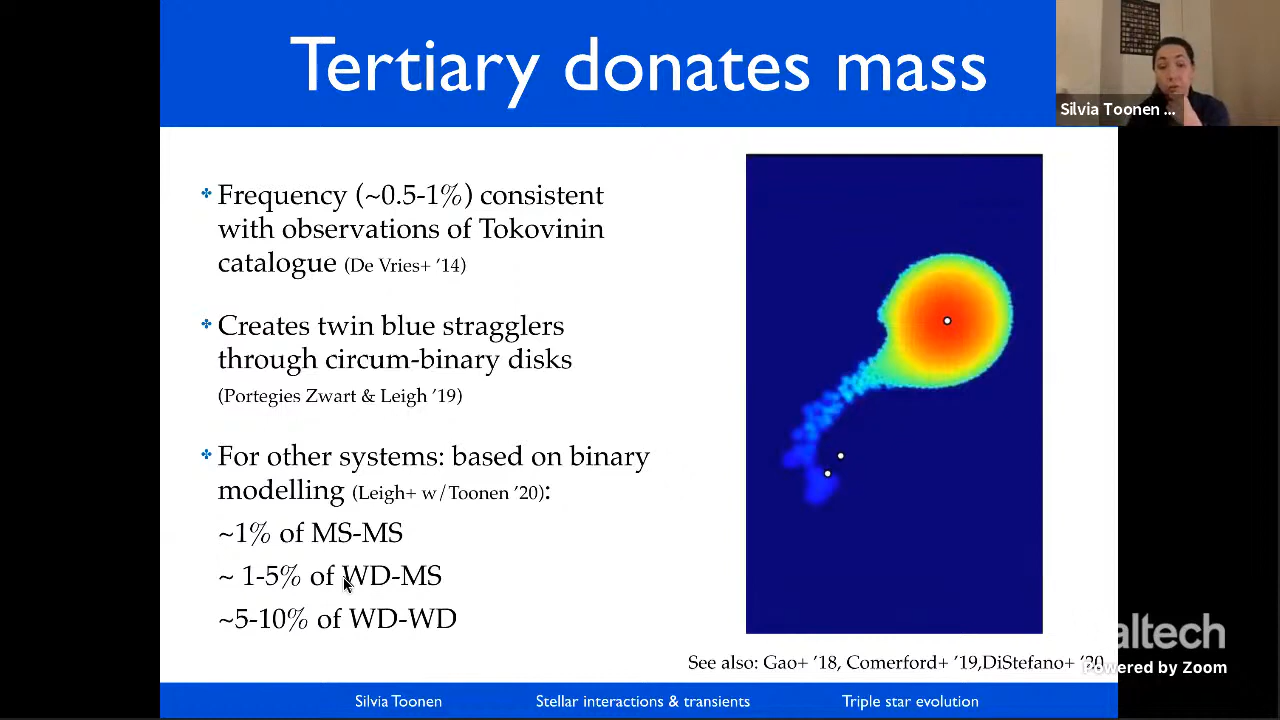 Tertiary donates mass
Silvia Toonen ...
Frequency (~0.5-1%) consistent
with observations of Tokovinin
catalogue (De Vries+ ’14)
Creates twin blue stragglers
through circum-binary disks
(Portegies Zwart & Leigh ’19)
For other systems: based on binary
modelling (Leigh+ w/Toonen ’20):
~1% of MS-MS
~ 1-5% of WD-MS
~5-10% of WD-WD
See also: Gao+ ’18, Comerford+ ’19,DiStefano+ ’20
altech
Powered by Zoom
Silvia Toonen Stellar interactions & transients Triple star evolution